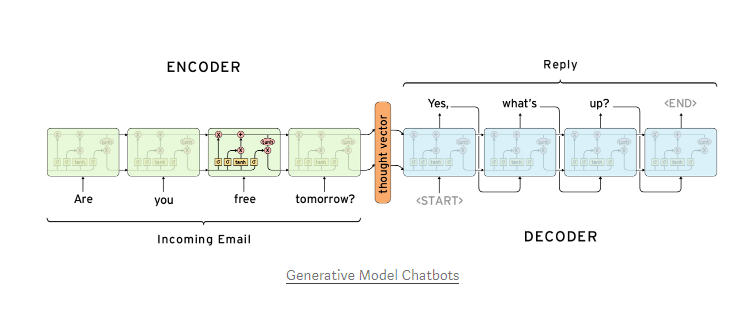 ENCODER
Reply
Yes, what's up? <END>
σ σ tanh σ
thought vector
Are you free tomorrow?
<START>
Incoming Email
DECODER
Generative Model Chatbots